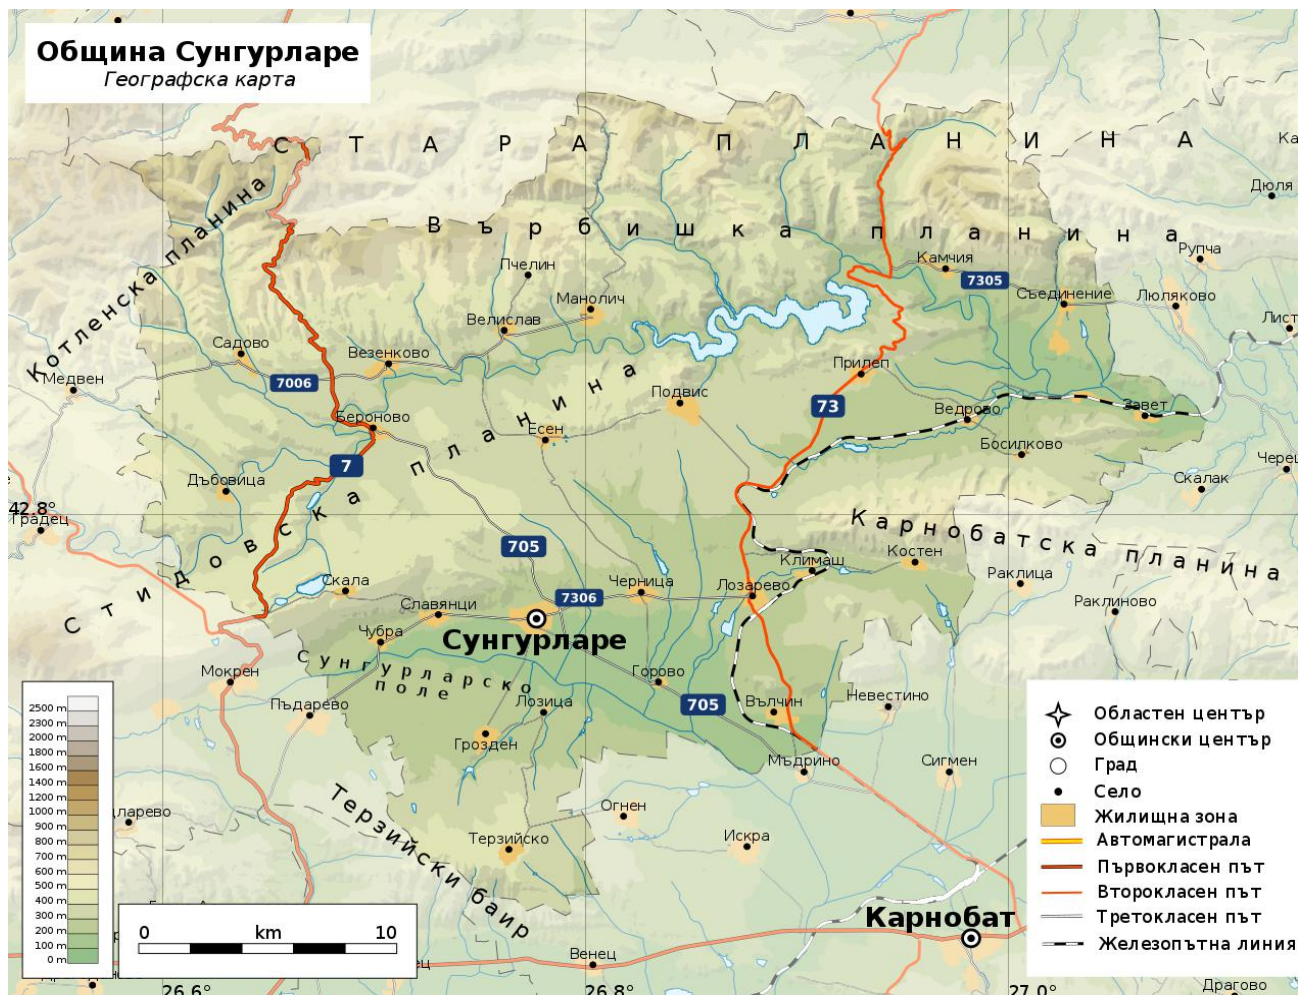 Община Сунгурларе
Географска карта
С Т А Р А П Л А Н И Н А
Дюля
Котленска планина
Върбишка планина
Рупча
Камчия
Пчелин
7305
Манолич
Съединение
Люляково
Велислав
Садово
Везенково
Прилеп
Медвен
7006
Подвис
73
Бероново
Есен
Ведрово
Завет
Босилково
7
Дъбовица
Скалак
Стидовска планина
42.8°
Градец
Карнобатска планина
705
Климаш
Костен
Скала
Черница
Лозарево
Раклица
7306
Славянци
Раклиново
Чубра
Сунгурларе
Сунгурларско
поле
Мокрен
Горово
705
Вълчин
Невестино
Пъдарево
Лозица
Грозден
Мъдрино
Сигмен
Терзийски баир
Огнен
Искра
Терзийско
Карнобат
Венец
Драгово
26.6°
26.8°
27.0°
2500 m
2300 m
2000 m
1800 m
1600 m
1400 m
1200 m
1000 m
900 m
800 m
700 m
600 m
500 m
400 m
300 m
200 m
100 m
0 m
0 km 10
Областен център
Общински център
Град
Село
Жилищна зона
Автомагистрала
Първокласен път
Второкласен път
Третокласен път
Железопътна линия